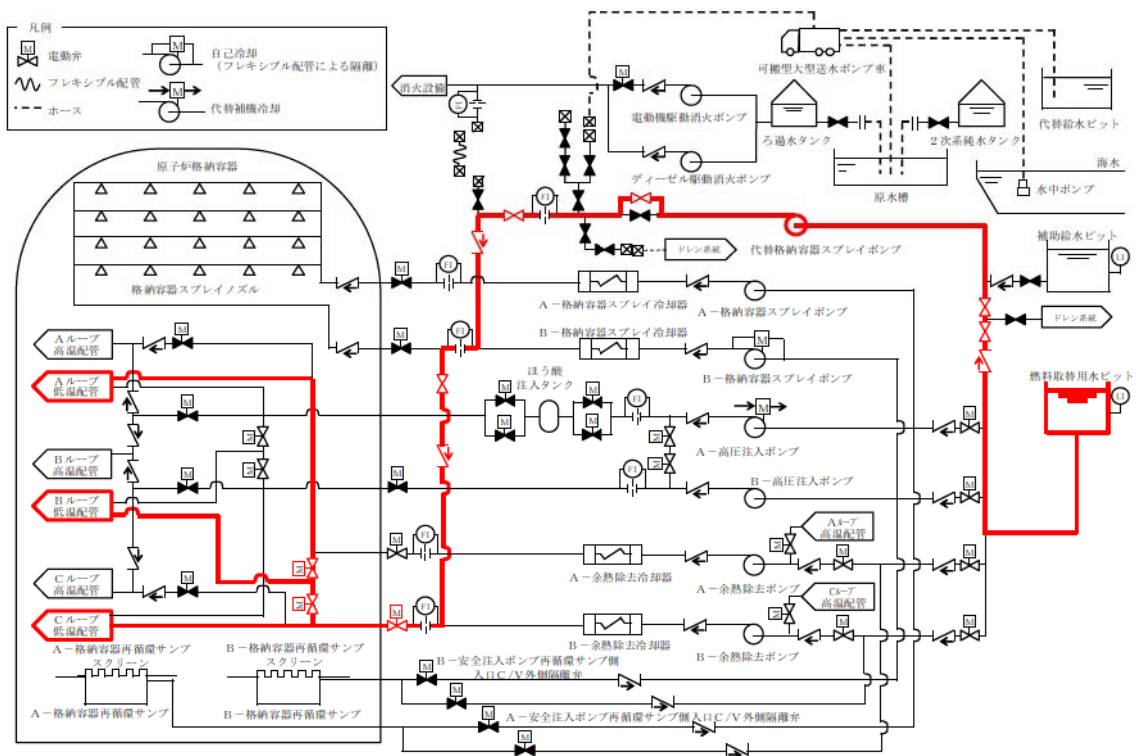 凡例
M
電動弁
フレキシブル配管
ホース
M
自己冷却
(フレキシブル配管による隔離)
M
代替補機冷却
消火設備
M
電動機駆動消火ポンプ
ディーゼル駆動消火ポンプ
可搬型大型送水ポンプ車
ろ過水タンク
2次系純水タンク
代替給水ピット
原水槽
海水
水中ポンプ
原子炉格納容器
格納容器スプレイノズル
FI
代替格納容器スプレイポンプ
ドレン系統
補助給水ピット
LI
ドレン系統
M
FI
A-格納容器スプレイ冷却器
A-格納容器スプレイポンプ
M
FI
B-格納容器スプレイ冷却器
M
B-格納容器スプレイポンプ
燃料取替用水ピット
LI
Aループ
高温配管
M
Aループ
低温配管
ほう酸
注入タンク
M
M
M
M
M
FI
M
A-高圧注入ポンプ
M
M
M
M
M
Bループ
高温配管
M
M
FI
B-高圧注入ポンプ
M
Bループ
低温配管
M
FI
A-余熱除去冷却器
A-余熱除去ポンプ
Aループ
高温配管
M
M
M
M
Cループ
高温配管
M
M
Cループ
低温配管
M
FI
B-余熱除去冷却器
B-余熱除去ポンプ
Cループ
高温配管
M
M
M
A-格納容器再循環サンプ
スクリーン
B-格納容器再循環サンプ
スクリーン
A-格納容器再循環サンプ
B-格納容器再循環サンプ
B-安全注入ポンプ再循環サンプ側
入口C/V外側隔離弁
M
M
A-安全注入ポンプ再循環サンプ側入口C/V外側隔離弁
M
M